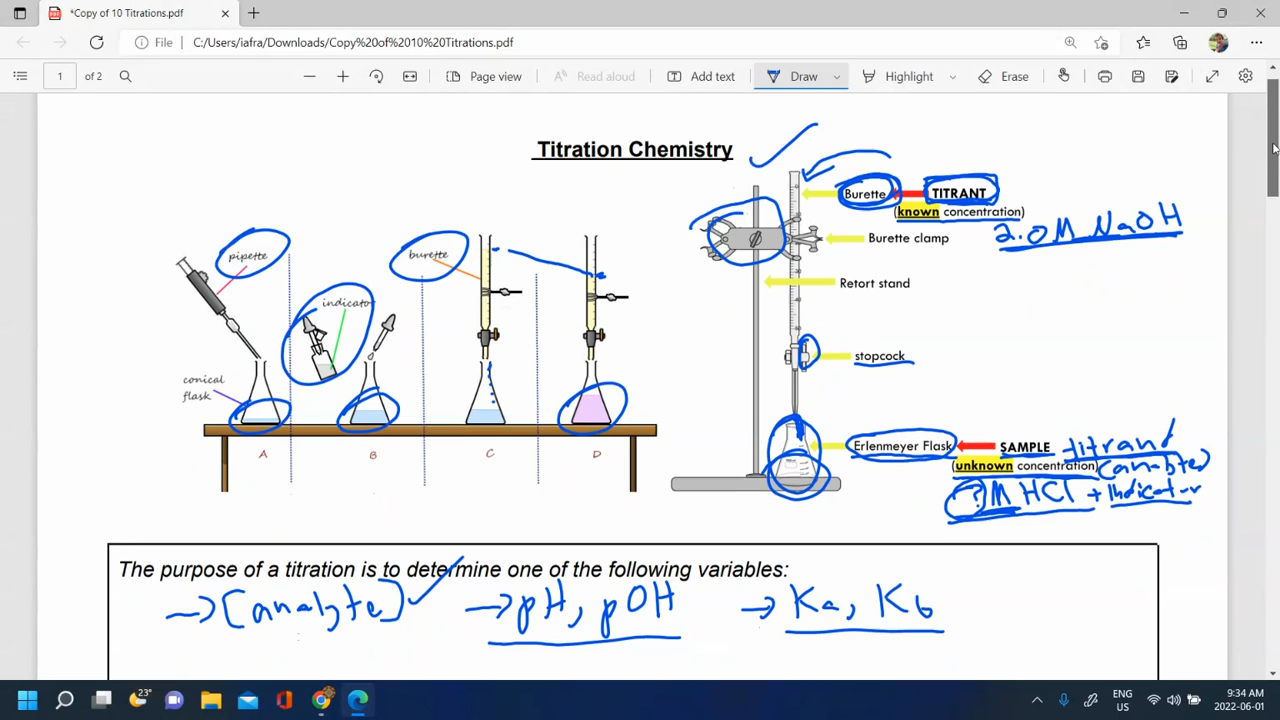 *Copy of 10 Titrations.pdf
File C:/Users/iafra/Downloads/Copy%20of%2010%20Titrations.pdf
1 of 2
Page view
Read aloud
Add text
Draw
Highlight
Erase
Titration Chemistry
pipette
indicator
conical
flask
burette
A B C D
Burette TITRANT
(known concentration)
2.0M NaOH
Burette clamp
Retort stand
stopcock
Erlenmeyer Flask SAMPLE titrand
(unknown concentration) (analyte)
? M HCl + Indicator
The purpose of a titration is to determine one of the following variables:
→ [analyte] ✓ → pH, pOH → Ka, Kb
23°
ENG
US
9:34 AM
2022-06-01